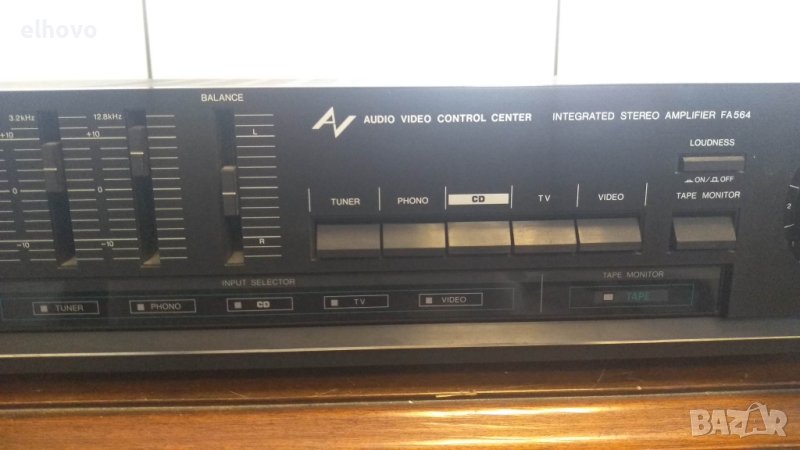 elhovo
BALANCE
3.2kHz 12.8kHz
AV AUDIO VIDEO CONTROL CENTER INTEGRATED STEREO AMPLIFIER FA564
+10 +10 L
LOUDNESS
ON/ OFF
TUNER PHONO CD TV VIDEO TAPE MONITOR
0 0
2
-10 -10 R
INPUT SELECTOR TAPE MONITOR
TUNER PHONO CD TV VIDEO TAPE
BAZAR